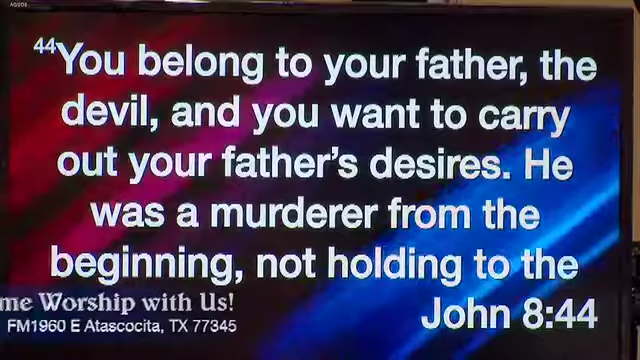 ⁴⁴You belong to your father, the
devil, and you want to carry
out your father's desires. He
was a murderer from the
beginning, not holding to the
John 8:44
me Worship with Us!
FM1960 E Atascocita, TX 77345